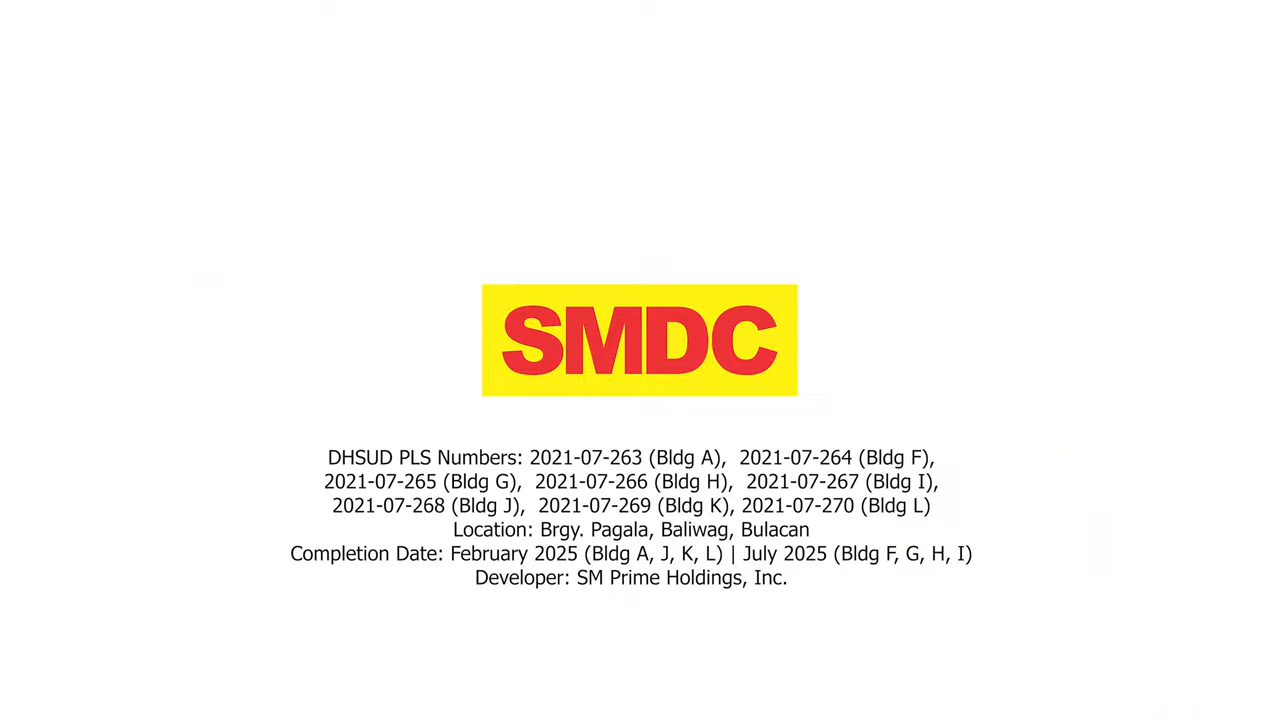 SMDC
DHSUD PLS Numbers: 2021-07-263 (Bldg A),  2021-07-264 (Bldg F),
2021-07-265 (Bldg G),  2021-07-266 (Bldg H),  2021-07-267 (Bldg I),
2021-07-268 (Bldg J),  2021-07-269 (Bldg K), 2021-07-270 (Bldg L)
Location: Brgy. Pagala, Baliwag, Bulacan
Completion Date: February 2025 (Bldg A, J, K, L) | July 2025 (Bldg F, G, H, I)
Developer: SM Prime Holdings, Inc.